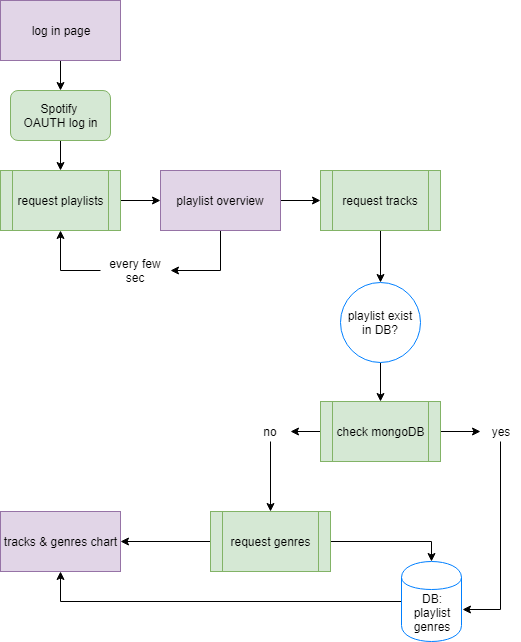 log in page
Spotify
OAUTH log in
request playlists
playlist overview
request tracks
every few
sec
playlist exist
in DB?
check mongoDB
no
yes
tracks & genres chart
request genres
DB:
playlist
genres